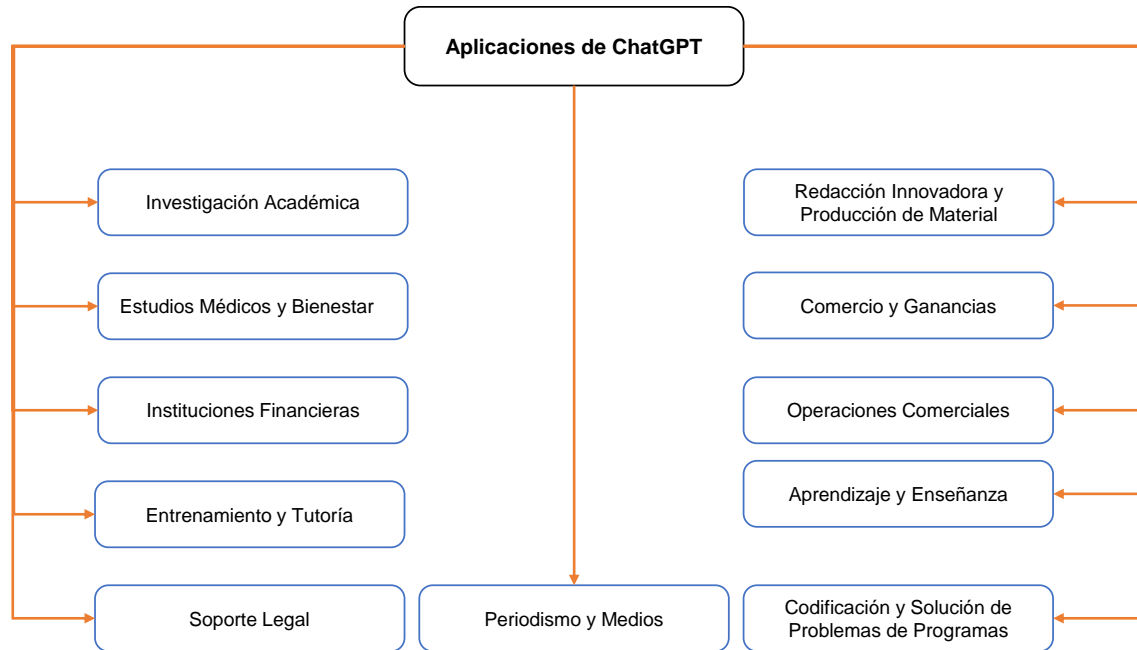 Aplicaciones de ChatGPT
Investigación Académica
Redacción Innovadora y
Producción de Material
Estudios Médicos y Bienestar
Comercio y Ganancias
Instituciones Financieras
Operaciones Comerciales
Aprendizaje y Enseñanza
Entrenamiento y Tutoría
Soporte Legal
Periodismo y Medios
Codificación y Solución de
Problemas de Programas